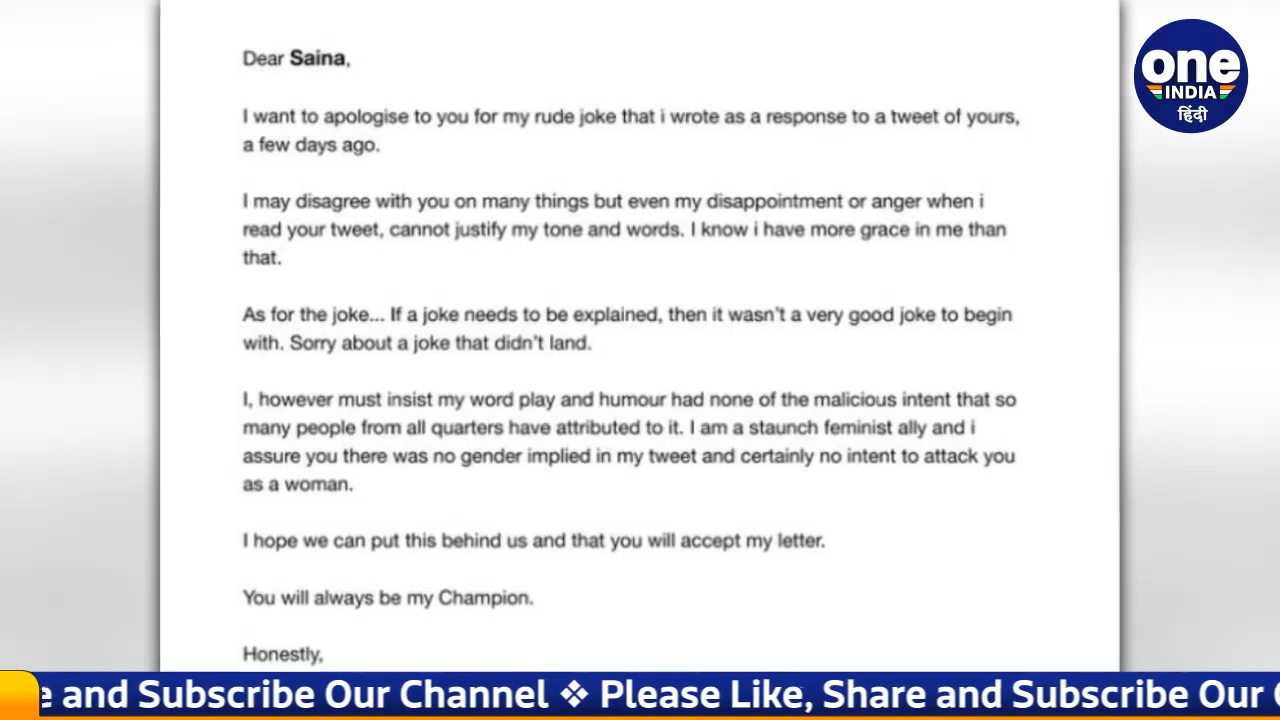 Dear Saina,
I want to apologise to you for my rude joke that i wrote as a response to a tweet of yours,
a few days ago.
I may disagree with you on many things but even my disappointment or anger when i
read your tweet, cannot justify my tone and words. I know i have more grace in me than
that.
As for the joke... If a joke needs to be explained, then it wasn't a very good joke to begin
with. Sorry about a joke that didn't land.
I, however must insist my word play and humour had none of the malicious intent that so
many people from all quarters have attributed to it. I am a staunch feminist ally and i
assure you there was no gender implied in my tweet and certainly no intent to attack you
as a woman.
I hope we can put this behind us and that you will accept my letter.
You will always be my Champion.
Honestly,
one
INDIA
हिंदी
e and Subscribe Our Channel ❖ Please Like, Share and Subscribe Our